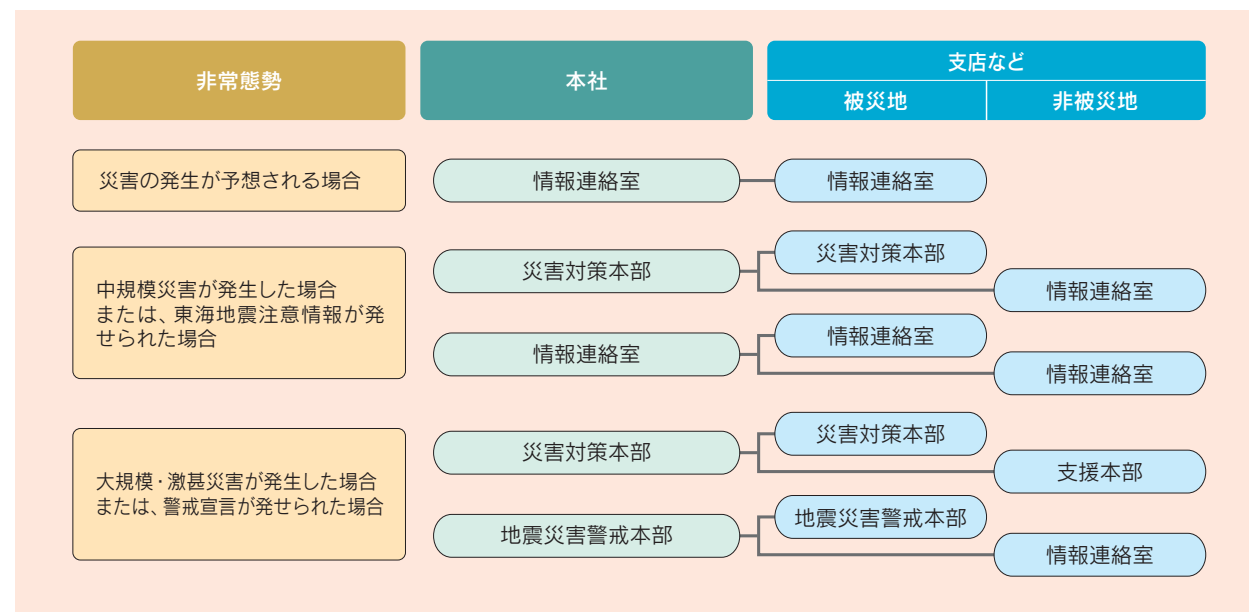 非常態勢
本社
支店など
被災地
非被災地
災害の発生が予想される場合
情報連絡室
情報連絡室
中規模災害が発生した場合
または、東海地震注意情報が発
せられた場合
災害対策本部
災害対策本部
情報連絡室
情報連絡室
情報連絡室
情報連絡室
大規模・激甚災害が発生した場合
または、警戒宣言が発せられた場合
災害対策本部
災害対策本部
支援本部
地震災害警戒本部
地震災害警戒本部
情報連絡室